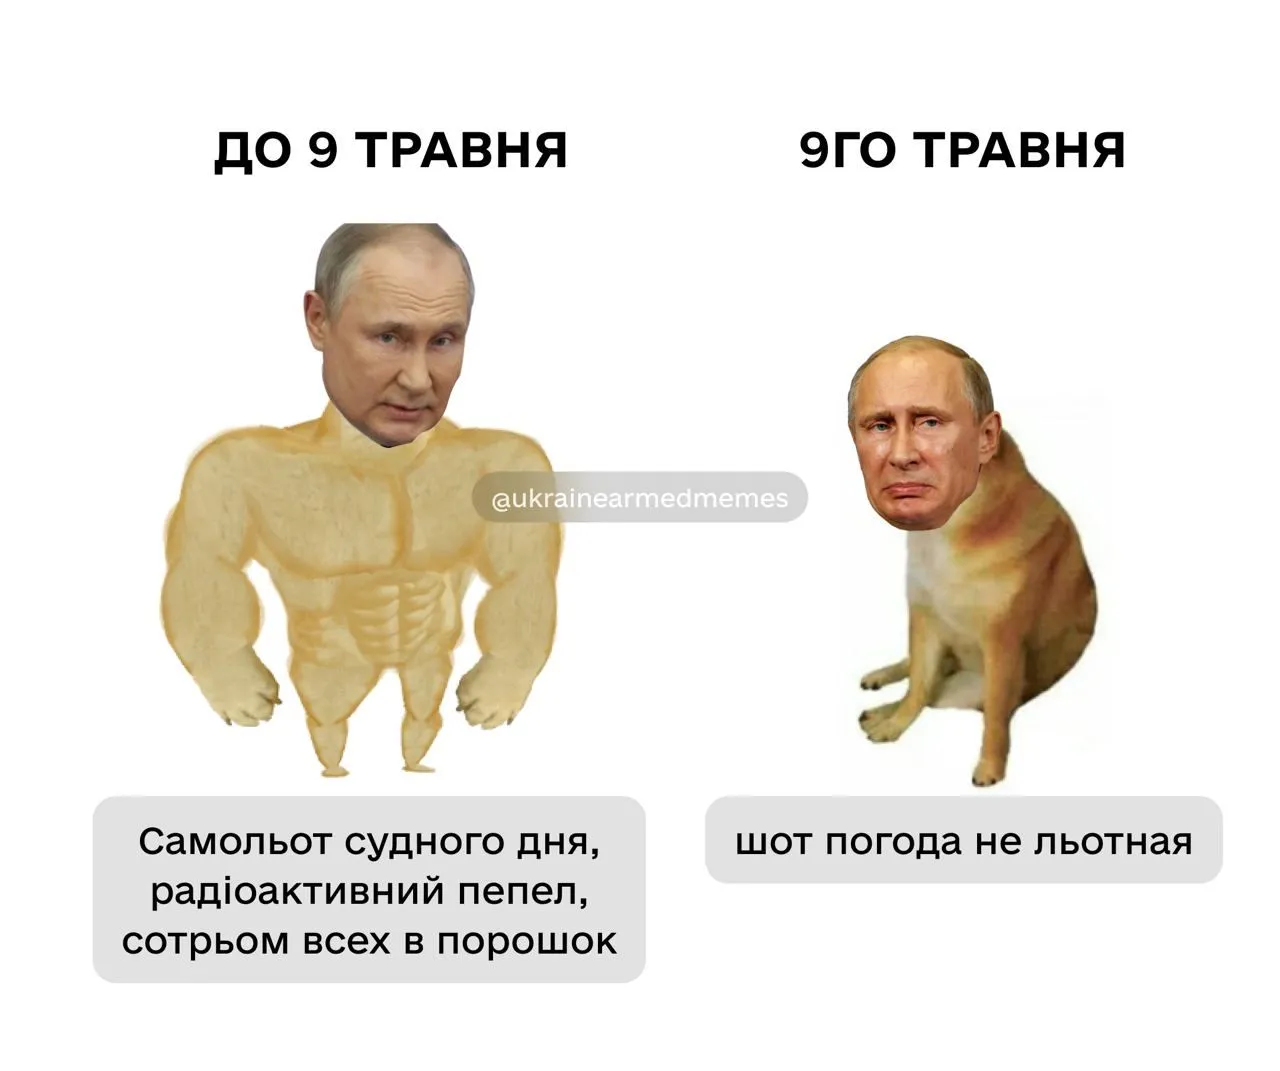 ДО 9 ТРАВНЯ
9ГО ТРАВНЯ
@ukrainearmedmemes
Самольот судного дня,
радіоактивний пепел,
сотрьом всех в порошок
шот погода не льотная